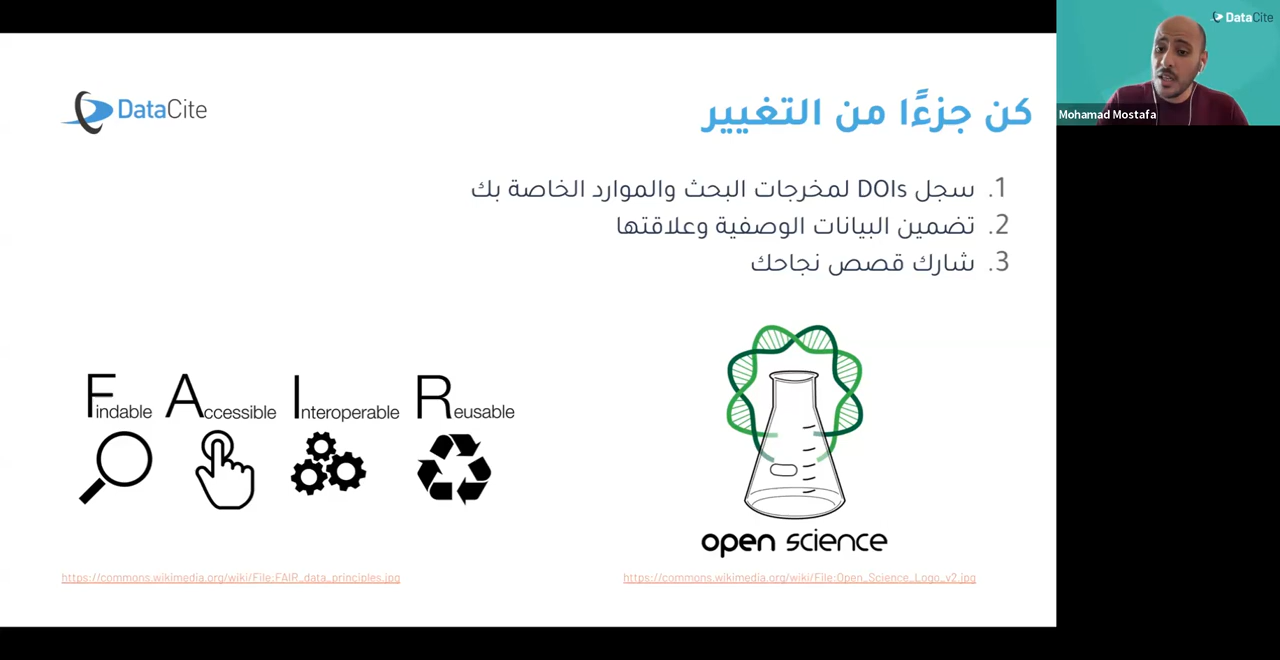 DataCite
كن جزءًا من التغيير
1. سجل DOIs لمخرجات البحث والموارد الخاصة بك
2. تضمين البيانات الوصفية وعلاقتها
3. شارك قصص نجاحك
Findable Accessible Interoperable Reusable
open science
https://commons.wikimedia.org/wiki/File:FAIR_data_principles.jpg
https://commons.wikimedia.org/wiki/File:Open_Science_Logo_v2.jpg
DataCite
Mohamad Mostafa